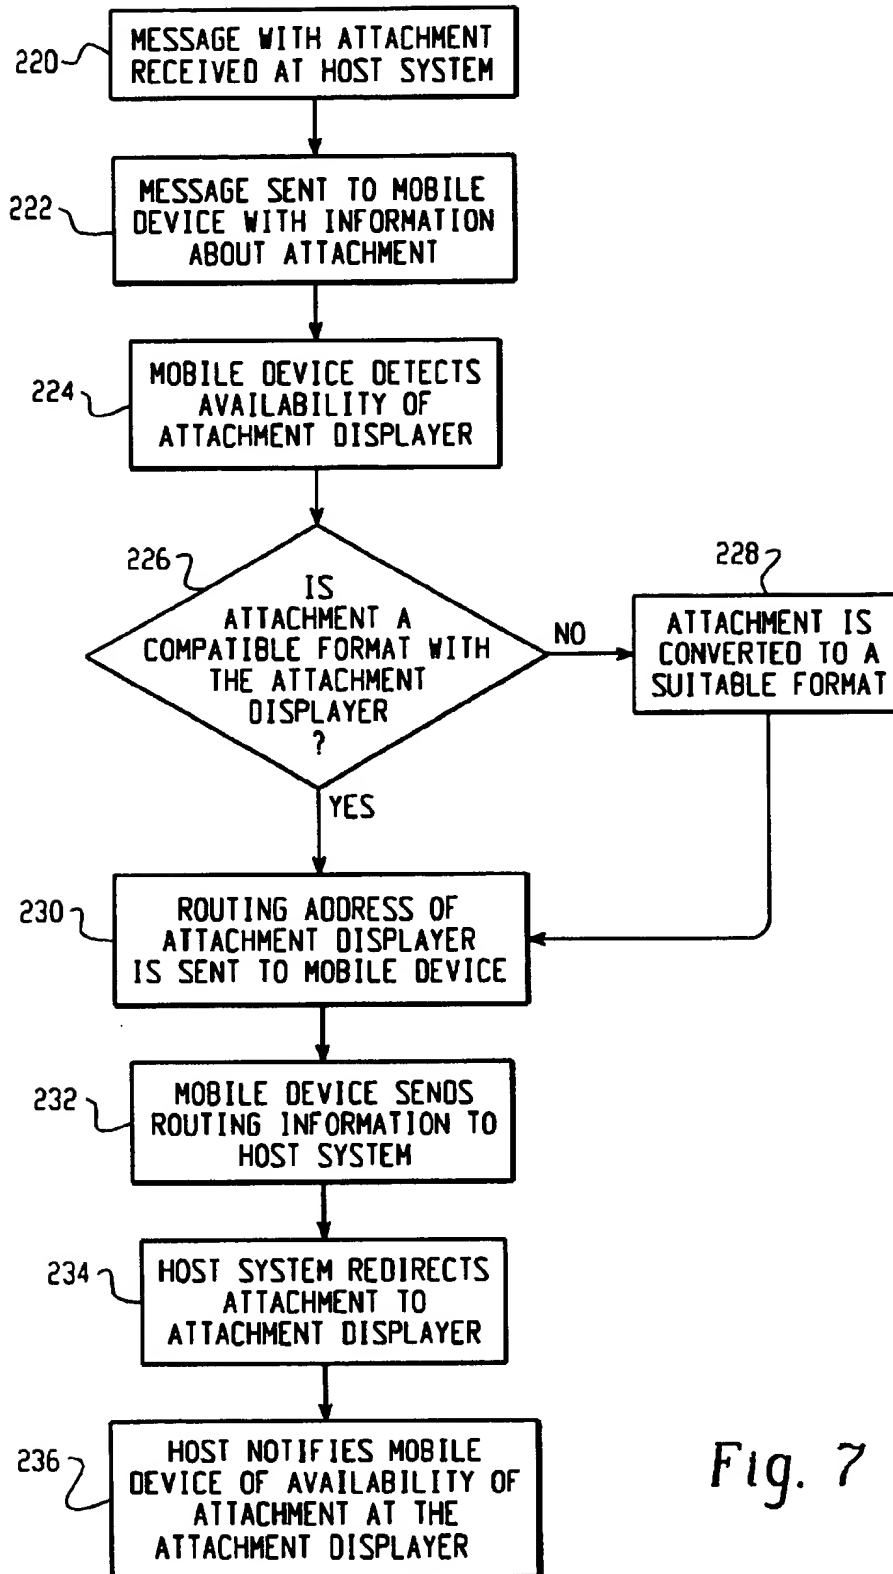 220
MESSAGE WITH ATTACHMENT
RECEIVED AT HOST SYSTEM
222
MESSAGE SENT TO MOBILE
DEVICE WITH INFORMATION
ABOUT ATTACHMENT
224
MOBILE DEVICE DETECTS
AVAILABILITY OF
ATTACHMENT DISPLAYER
226
IS
ATTACHMENT A
COMPATIBLE FORMAT WITH
THE ATTACHMENT
DISPLAYER
?
NO
228
ATTACHMENT IS
CONVERTED TO A
SUITABLE FORMAT
YES
230
ROUTING ADDRESS OF
ATTACHMENT DISPLAYER
IS SENT TO MOBILE DEVICE
232
MOBILE DEVICE SENDS
ROUTING INFORMATION TO
HOST SYSTEM
234
HOST SYSTEM REDIRECTS
ATTACHMENT TO
ATTACHMENT DISPLAYER
236
HOST NOTIFIES MOBILE
DEVICE OF AVAILABILITY OF
ATTACHMENT AT THE
ATTACHMENT DISPLAYER
Fig. 7